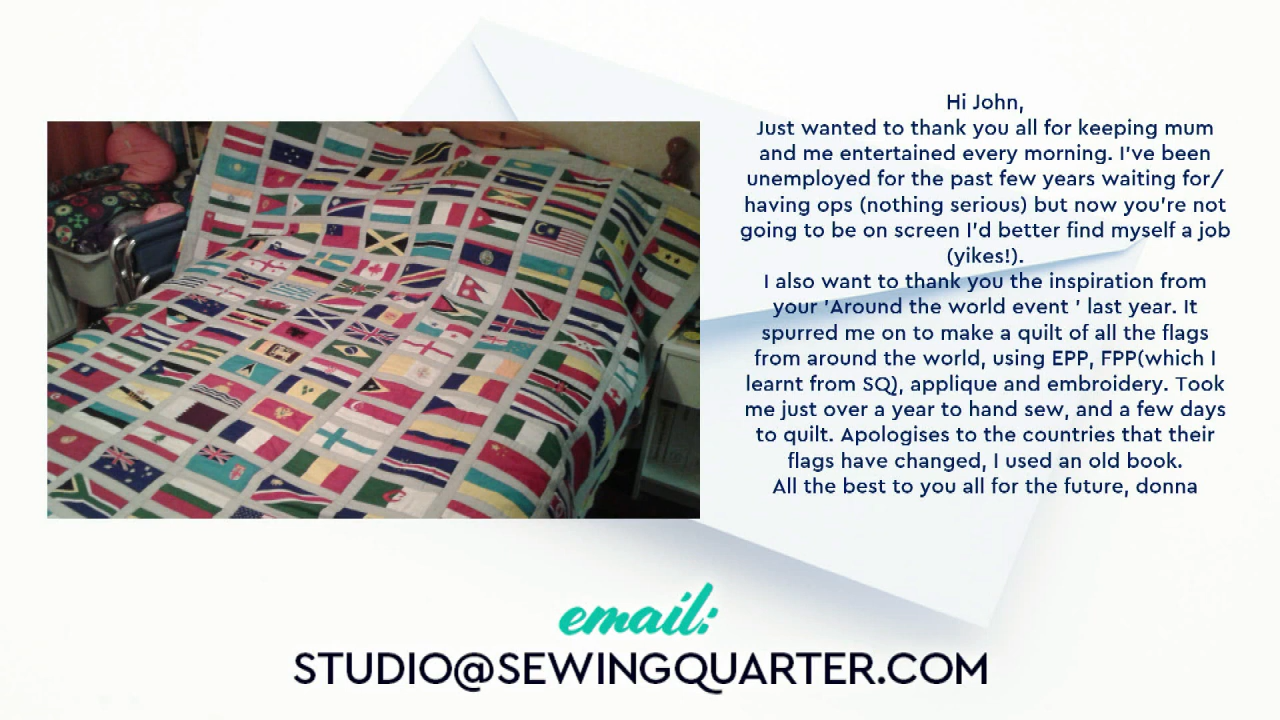 Hi John,
Just wanted to thank you all for keeping mum
and me entertained every morning. I've been
unemployed for the past few years waiting for/
having ops (nothing serious) but now you're not
going to be on screen I'd better find myself a job
(yikes!).
I also want to thank you the inspiration from
your 'Around the world event ' last year. It
spurred me on to make a quilt of all the flags
from around the world, using EPP, FPP(which I
learnt from SQ), applique and embroidery. Took
me just over a year to hand sew, and a few days
to quilt. Apologises to the countries that their
flags have changed, I used an old book.
All the best to you all for the future, donna
email:
STUDIO@SEWINGQUARTER.COM